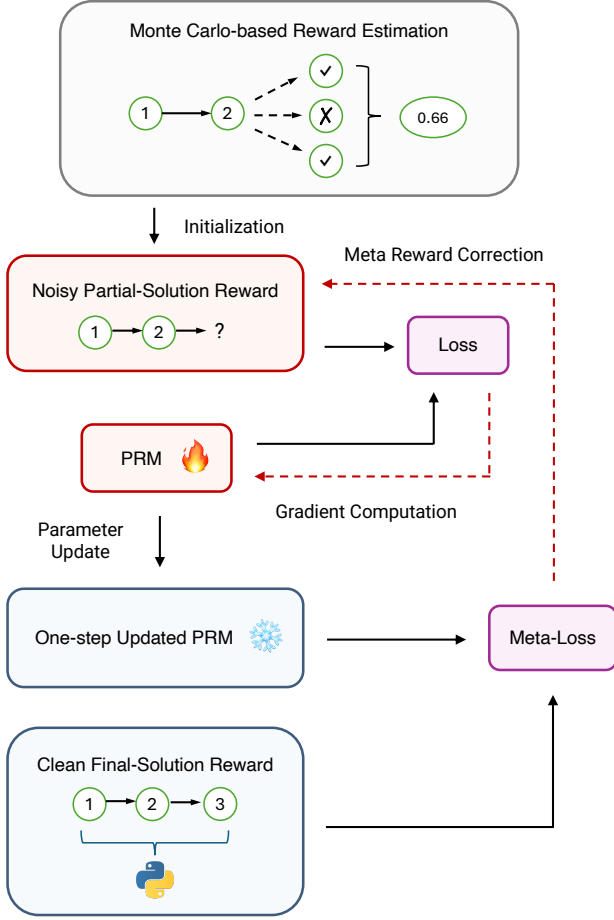 Monte Carlo-based Reward Estimation
1
2
✓
✗
✓
0.66
Initialization
Meta Reward Correction
Noisy Partial-Solution Reward
1
2
?
Loss
PRM
Gradient Computation
Parameter
Update
One-step Updated PRM
Meta-Loss
Clean Final-Solution Reward
1
2
3